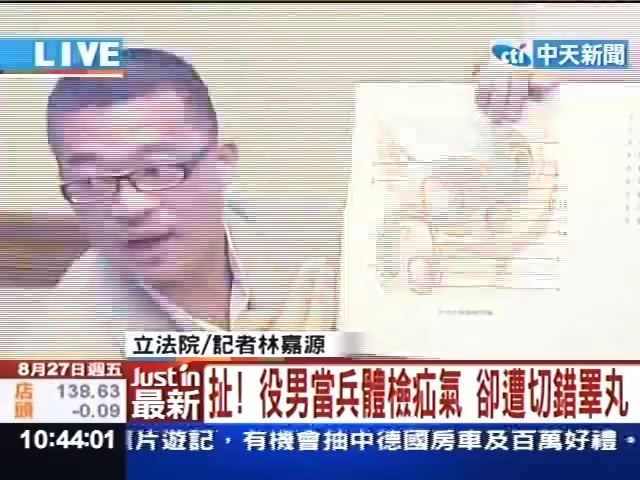 LIVE
cti 中天新聞
立法院/記者林嘉源
8月27日週五
店頭 138.63 -0.09
Just in 最新
扯! 役男當兵體檢疝氣 卻遭切錯睪丸
10:44:01
片遊記，有機會抽中德國房車及百萬好禮。